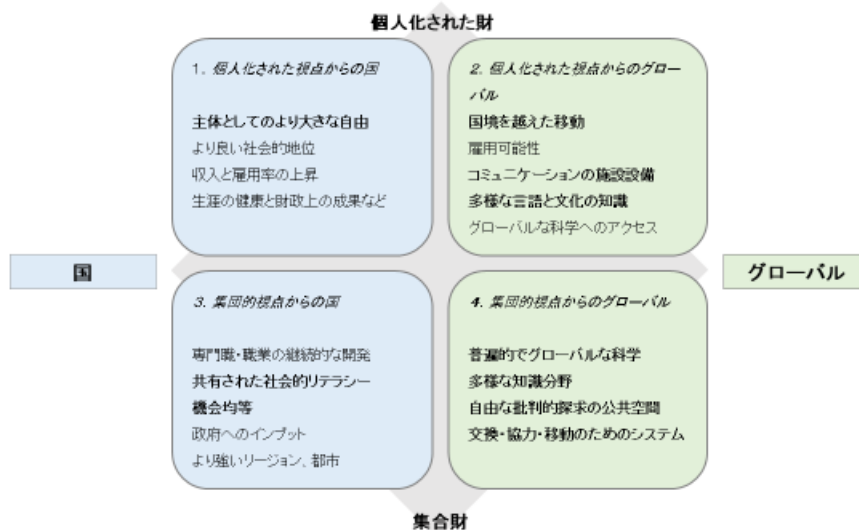 個人化された財
1. 個人化された視点からの国
主体としてのより大きな自由
より良い社会的地位
収入と雇用率の上昇
生涯の健康と財政上の成果など
2. 個人化された視点からのグロー
バル
国境を越えた移動
雇用可能性
コミュニケーションの施設設備
多様な言語と文化の知識
グローバルな科学へのアクセス
国
グローバル
3. 集団的視点からの国
専門職・職業の継続的な開発
共有された社会的リテラシー
機会均等
政府へのインプット
より強いリージョン、都市
4. 集団的視点からのグローバル
普遍的でグローバルな科学
多様な知識分野
自由な批判的探求の公共空間
交換・協力・移動のためのシステム
集合財